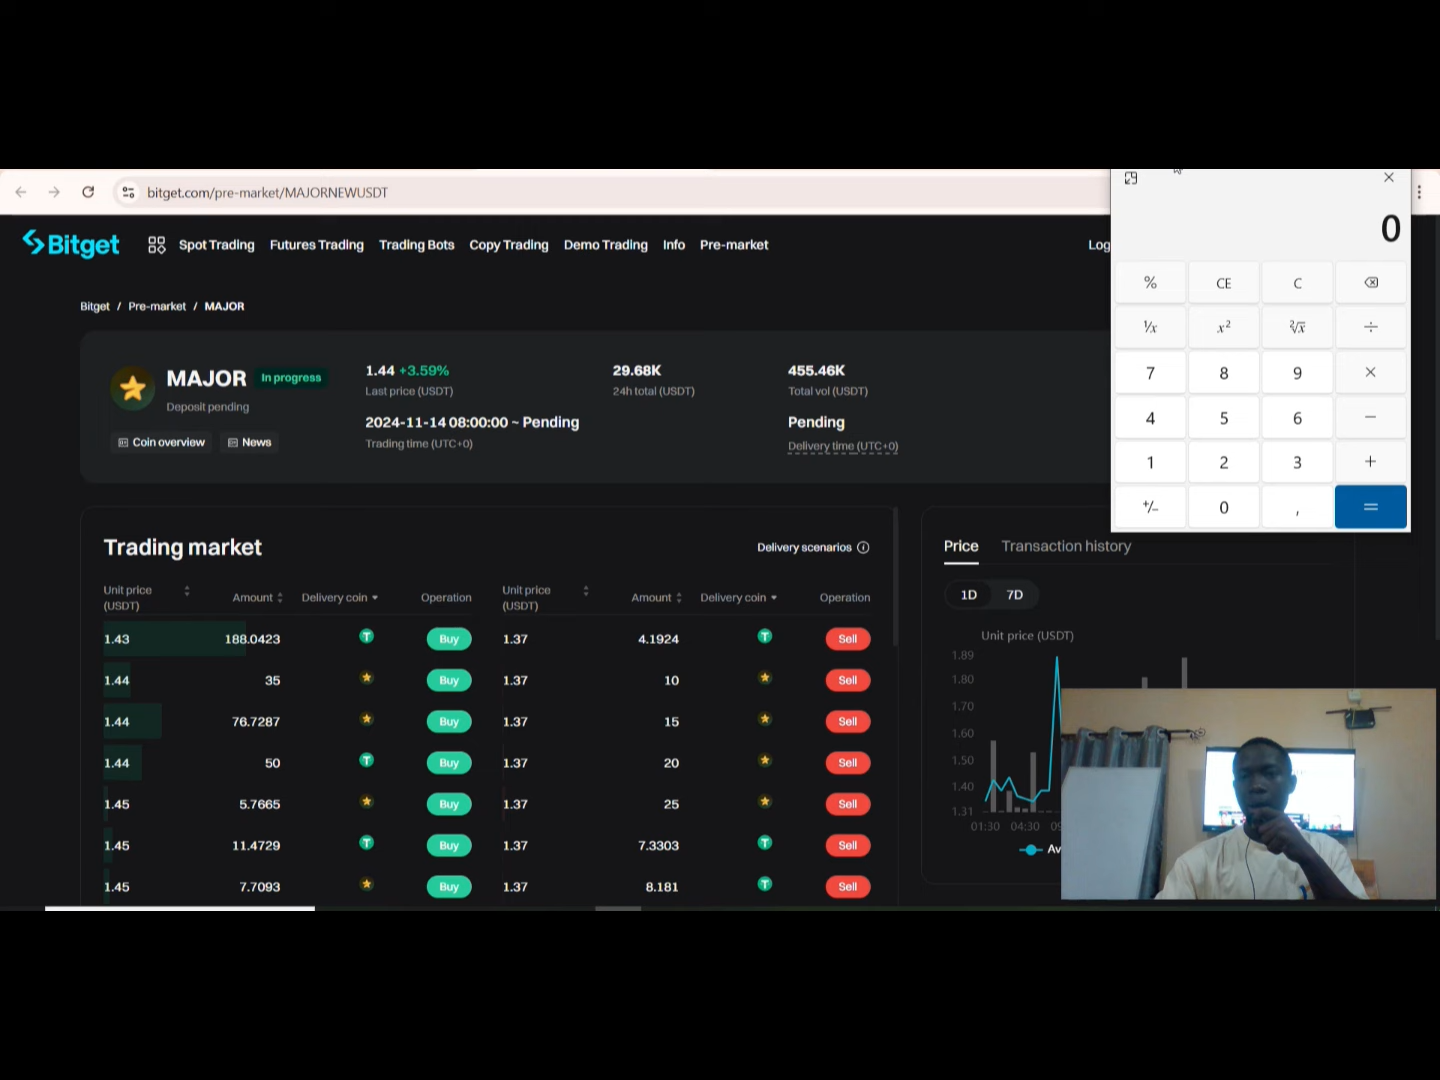 bitget.com/pre-market/MAJORNEWUSDT
Bitget Spot Trading Futures Trading Trading Bots Copy Trading Demo Trading Info Pre-market Log
Bitget / Pre-market / MAJOR
MAJOR In progress
Deposit pending
Coin overview News
1.44 +3.59%
Last price (USDT)
29.68K
24h total (USDT)
455.46K
Total vol (USDT)
2024-11-14 08:00:00 ~ Pending
Trading time (UTC+0)
Pending
Delivery time (UTC+0)
0
% CE C
¹/x x² ²√x ÷
7 8 9 ×
4 5 6 −
1 2 3 +
+/− 0 , =
Trading market
Delivery scenarios
Unit price (USDT) Amount Delivery coin Operation Unit price (USDT) Amount Delivery coin Operation
1.43 188.0423 Buy 1.37 4.1924 Sell
1.44 35 Buy 1.37 10 Sell
1.44 76.7287 Buy 1.37 15 Sell
1.44 50 Buy 1.37 20 Sell
1.45 5.7665 Buy 1.37 25 Sell
1.45 11.4729 Buy 1.37 7.3303 Sell
1.45 7.7093 Buy 1.37 8.181 Sell
Price Transaction history
1D 7D
Unit price (USDT)
1.89
1.80
1.70
1.60
1.50
1.40
1.31
01:30 04:30 09
Av